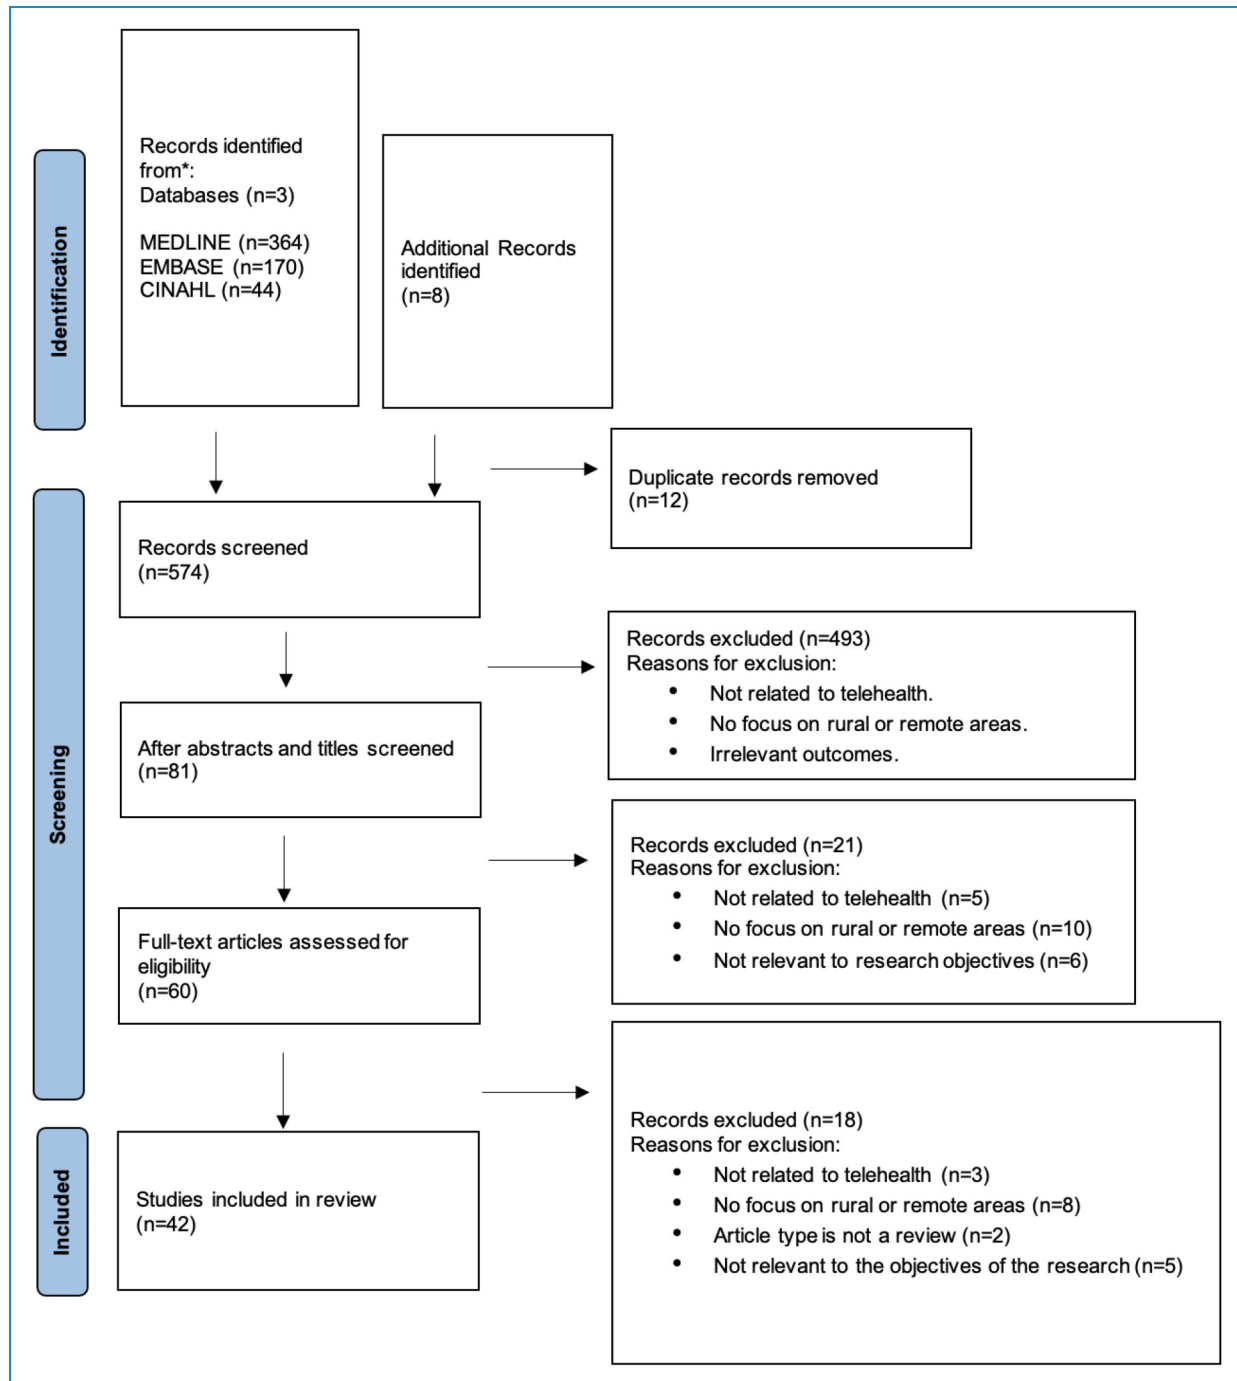 Identification
Records identified
from*:
Databases (n=3)
MEDLINE (n=364)
EMBASE (n=170)
CINAHL (n=44)
Additional Records
identified
(n=8)
Duplicate records removed
(n=12)
Screening
Records screened
(n=574)
Records excluded (n=493)
Reasons for exclusion:
• Not related to telehealth.
• No focus on rural or remote areas.
• Irrelevant outcomes.
After abstracts and titles screened
(n=81)
Records excluded (n=21)
Reasons for exclusion:
• Not related to telehealth (n=5)
• No focus on rural or remote areas (n=10)
• Not relevant to research objectives (n=6)
Full-text articles assessed for
eligibility
(n=60)
Records excluded (n=18)
Reasons for exclusion:
• Not related to telehealth (n=3)
• No focus on rural or remote areas (n=8)
• Article type is not a review (n=2)
• Not relevant to the objectives of the research (n=5)
Included
Studies included in review
(n=42)